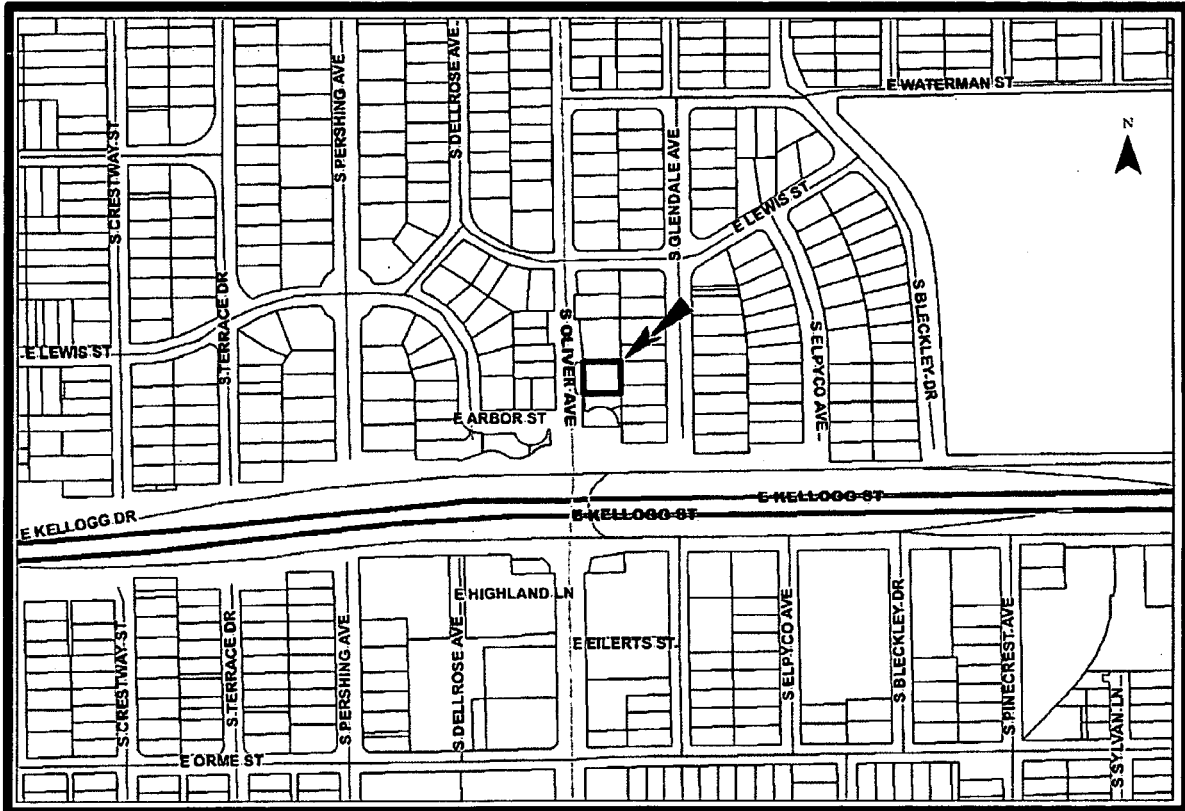 E WATERMAN ST
N
S CRESTWAY ST
S PERSHING AVE
S DELLROSE AVE
S GLENDALE AVE
E LEWIS ST
S TERRACE DR
S OLIVER AVE
S ELPYCO AVE
S BLECKLEY DR
E LEWIS ST
E ARBOR ST
E KELLOGG ST
E KELLOGG ST
E KELLOGG DR
E HIGHLAND LN
E EILERTS ST
S CRESTWAY ST
S TERRACE DR
S PERSHING AVE
S DELLROSE AVE
S ELPYCO AVE
S BLECKLEY DR
S PINECREST AVE
S SYLVAN LN
E ORME ST